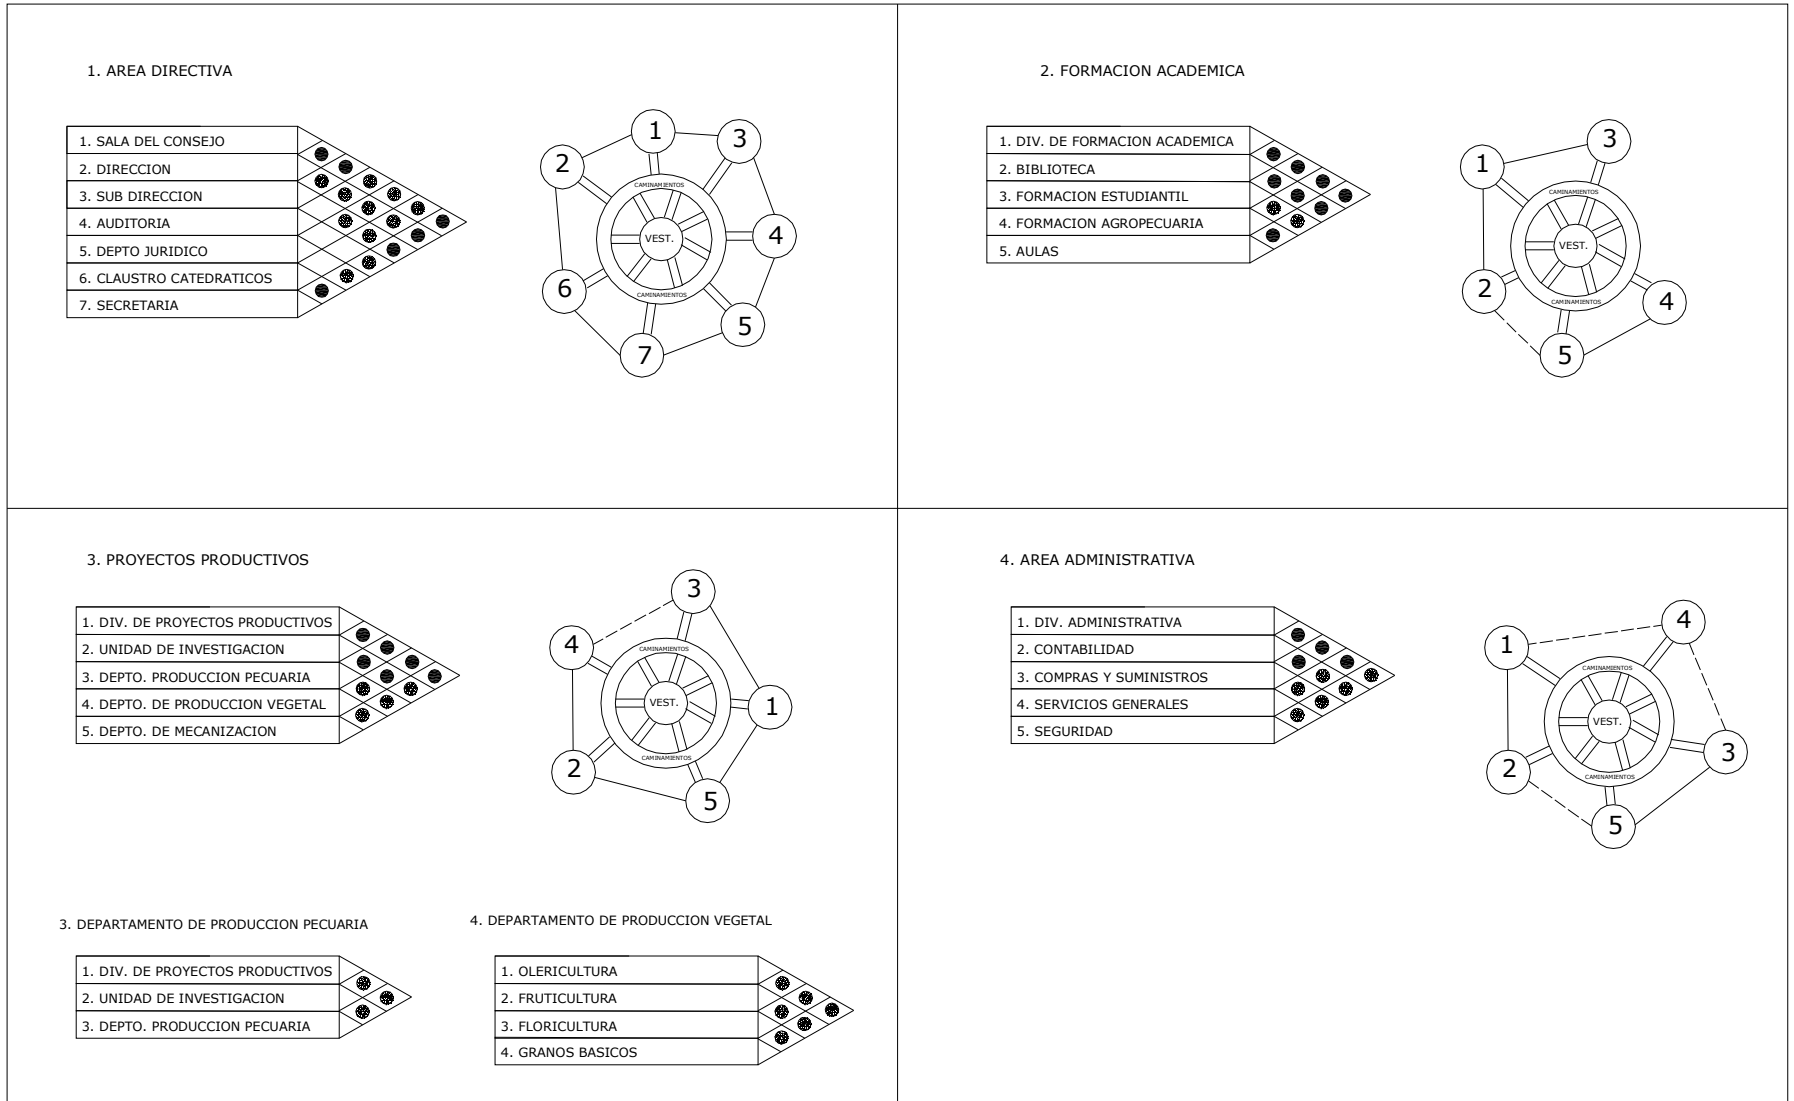 1. AREA DIRECTIVA
1. SALA DEL CONSEJO
2. DIRECCION
3. SUB DIRECCION
4. AUDITORIA
5. DEPTO JURIDICO
6. CLAUSTRO CATEDRATICOS
7. SECRETARIA
1
3
2
CAMINAMIENTOS
VEST.
4
6
CAMINAMIENTOS
5
7
2. FORMACION ACADEMICA
1. DIV. DE FORMACION ACADEMICA
2. BIBLIOTECA
3. FORMACION ESTUDIANTIL
4. FORMACION AGROPECUARIA
5. AULAS
3
1
CAMINAMIENTOS
VEST.
2
CAMINAMIENTOS
4
5
3. PROYECTOS PRODUCTIVOS
1. DIV. DE PROYECTOS PRODUCTIVOS
2. UNIDAD DE INVESTIGACION
3. DEPTO. PRODUCCION PECUARIA
4. DEPTO. DE PRODUCCION VEGETAL
5. DEPTO. DE MECANIZACION
3
4
CAMINAMIENTOS
VEST.
1
CAMINAMIENTOS
2
5
3. DEPARTAMENTO DE PRODUCCION PECUARIA
1. DIV. DE PROYECTOS PRODUCTIVOS
2. UNIDAD DE INVESTIGACION
3. DEPTO. PRODUCCION PECUARIA
4. DEPARTAMENTO DE PRODUCCION VEGETAL
1. OLERICULTURA
2. FRUTICULTURA
3. FLORICULTURA
4. GRANOS BASICOS
4. AREA ADMINISTRATIVA
1. DIV. ADMINISTRATIVA
2. CONTABILIDAD
3. COMPRAS Y SUMINISTROS
4. SERVICIOS GENERALES
5. SEGURIDAD
4
1
CAMINAMIENTOS
VEST.
3
2
CAMINAMIENTOS
5